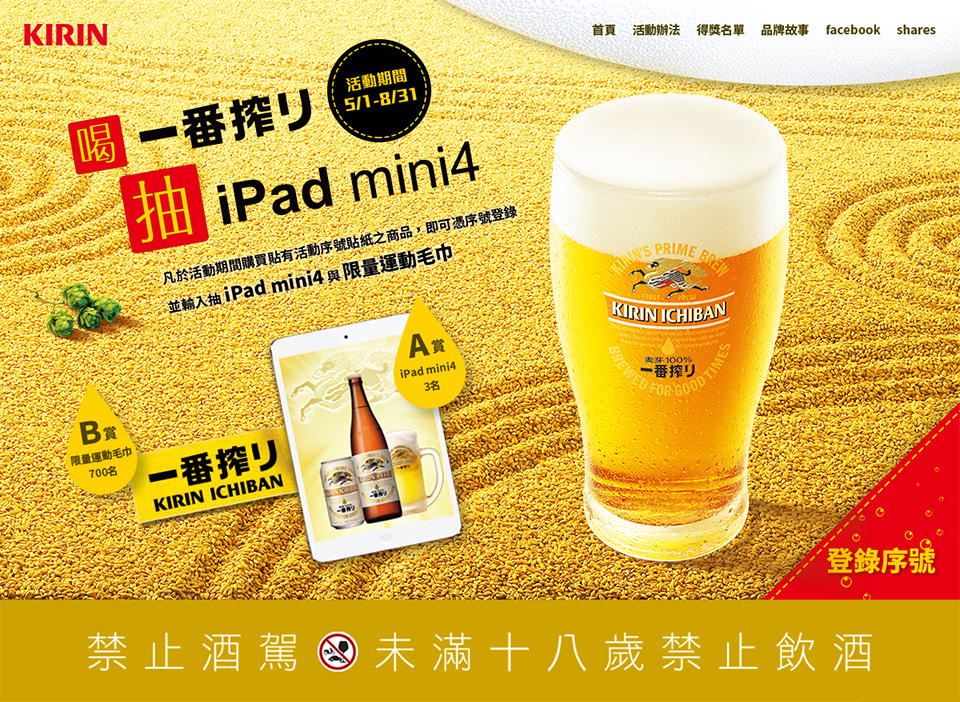 KIRIN
首頁 活動辦法 得獎名單 品牌故事 facebook shares
活動期間
5/1-8/31
喝 一番搾り
抽 iPad mini4
凡於活動期間購買貼有活動序號貼紙之商品，即可憑序號登錄
並輸入抽 iPad mini4 與 限量運動毛巾
A賞
iPad mini4
3名
B賞
限量運動毛巾
700名
一番搾り
KIRIN ICHIBAN
KIRIN'S PRIME BREW
FIRST PRESS
KIRIN ICHIBAN
麦芽100%
一番搾り
BREWED FOR GOOD TIMES
登錄序號
禁止酒駕 未滿十八歲禁止飲酒